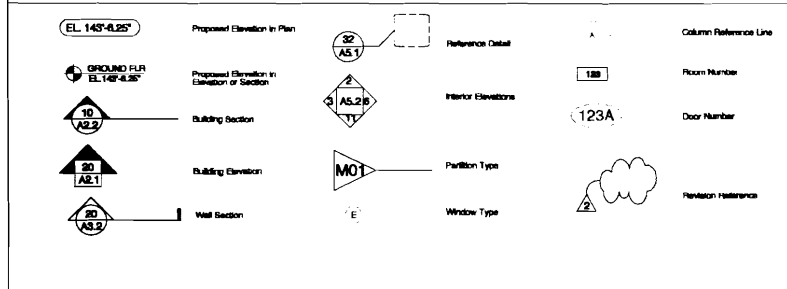 EL. 143'-6.25"
Proposed Elevation in Plan
GROUND FLR
EL. 143'-6.25"
Proposed Elevation in
Elevation or Section
10
A2.2
Building Section
20
A2.1
Building Elevation
20
A3.2
Wall Section
32
A5.1
Reference Detail
2
3 A5.2 6
11
Interior Elevations
M01
Partition Type
E
Window Type
A
Column Reference Line
123
Room Number
123A
Door Number
2
Revision Reference